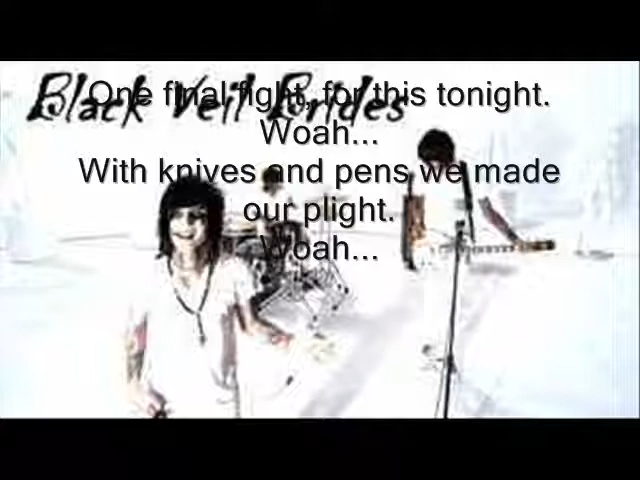 Black Veil Brides
One final fight, for this tonight.
Woah...
With knives and pens we made
our plight.
Woah...